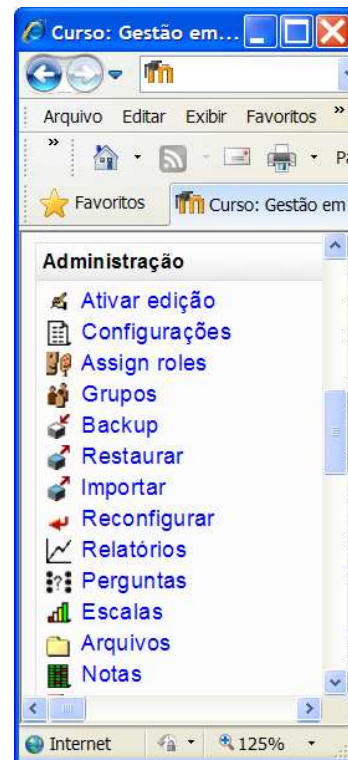 Curso: Gestão em...
Arquivo Editar Exibir Favoritos »
»
Favoritos Curso: Gestão em
Administração
Ativar edição
Configurações
Assign roles
Grupos
Backup
Restaurar
Importar
Reconfigurar
Relatórios
Perguntas
Escalas
Arquivos
Notas
Internet 125%